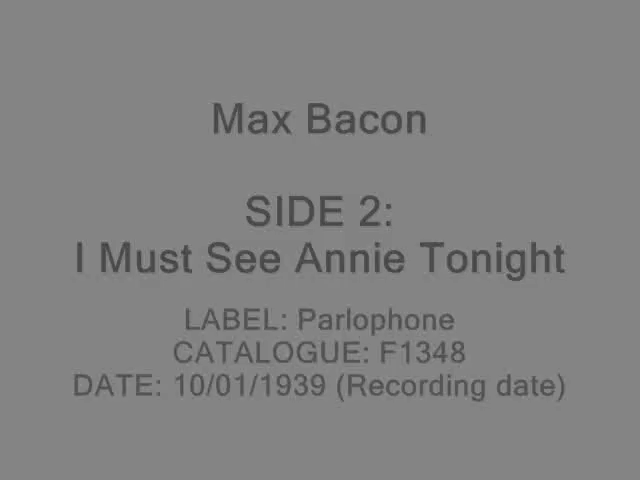 Max Bacon
SIDE 2:
I Must See Annie Tonight
LABEL: Parlophone
CATALOGUE: F1348
DATE: 10/01/1939 (Recording date)